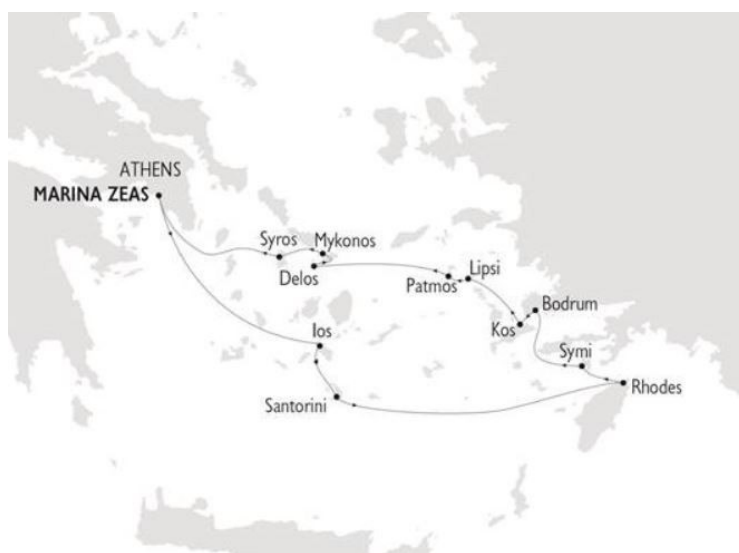 ATHENS
MARINA ZEAS
Syros
Mykonos
Delos
Patmos
Lipsi
Bodrum
Kos
Ios
Symi
Rhodes
Santorini